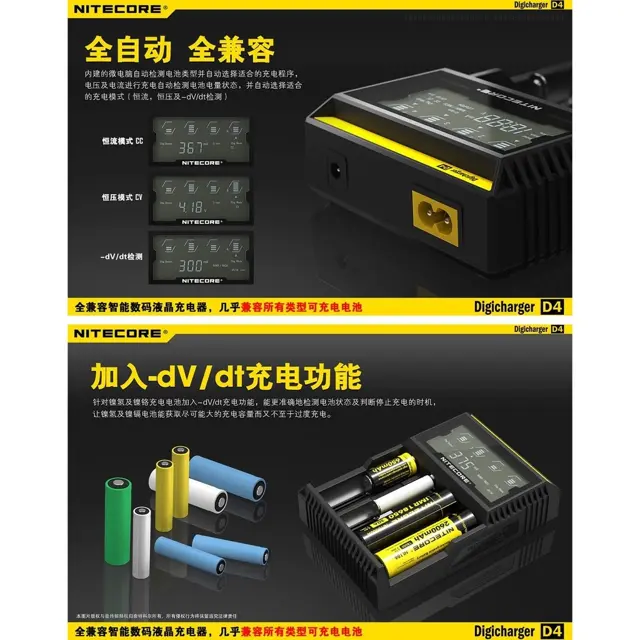 NITECORE®
Digicharger D4
全自动 全兼容
内建的微电脑自动检测电池类型并自动选择适合的充电程序,
电压及电流进行充电自动检测电池电量状态，并自动选择适合
的充电模式（恒流，恒压及-dV/dt检测）
恒流模式 CC
367
NITECORE
恒压模式 CV
4.18
NITECORE
-dV/dt检测
300
NITECORE
NITECORE
Digicharger D4
全兼容智能数码液晶充电器，几乎兼容所有类型可充电电池
Digicharger D4
NITECORE®
Digicharger D4
加入-dV/dt充电功能
针对镍氢及镍铬充电电池加入-dV/dt充电功能，能更准确地检测电池状态及判断停止充电的时机，
让镍氢及镍镉电池能获取尽可能大的充电容量而又不至于过度充电。
375
NITECORE
650mAh
IMR 18650
2600mAh
全兼容智能数码液晶充电器，几乎兼容所有类型可充电电池
Digicharger D4